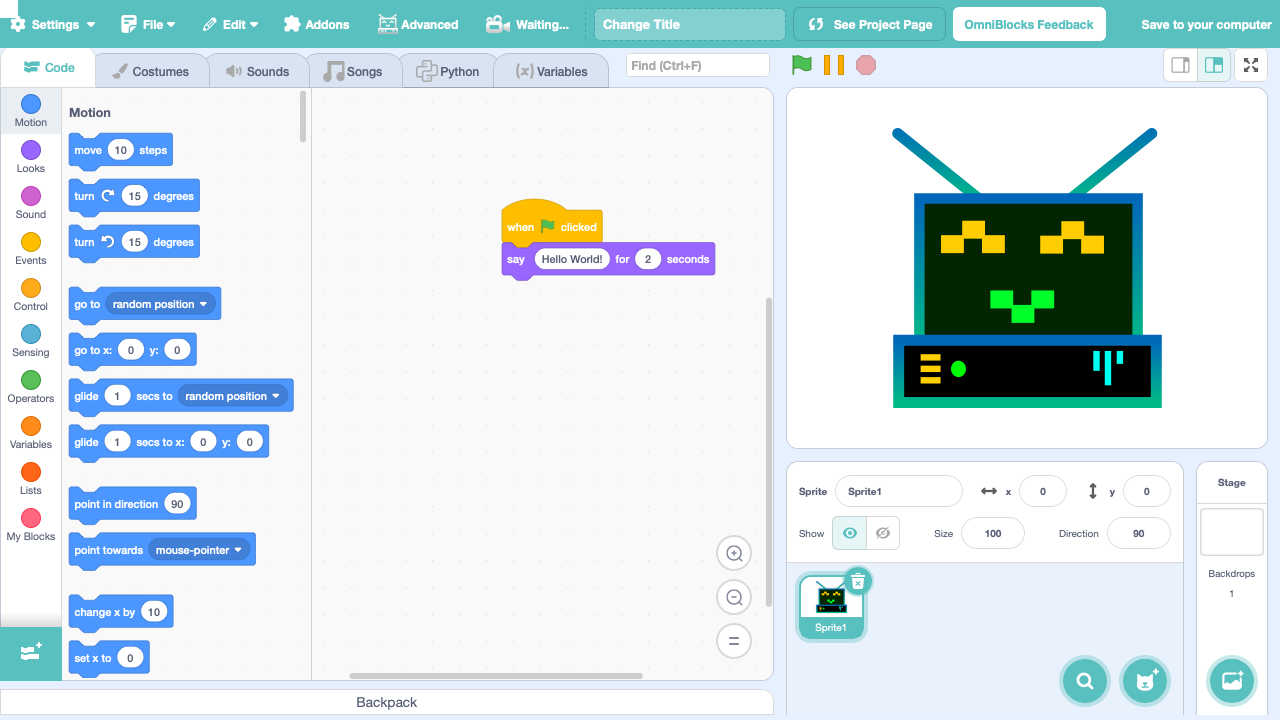 Settings File Edit Addons Advanced Waiting... Change Title See Project Page OmniBlocks Feedback Save to your computer
Code Costumes Sounds Songs Python (x) Variables Find (Ctrl+F)
Motion
Looks
Sound
Events
Control
Sensing
Operators
Variables
Lists
My Blocks
Motion
move 10 steps
turn 15 degrees
turn 15 degrees
go to random position
go to x: 0 y: 0
glide 1 secs to random position
glide 1 secs to x: 0 y: 0
point in direction 90
point towards mouse-pointer
change x by 10
set x to 0
when clicked
say Hello World! for 2 seconds
Backpack
Sprite Sprite1 x 0 y 0
Show Size 100 Direction 90
Sprite1
Stage
Backdrops
1